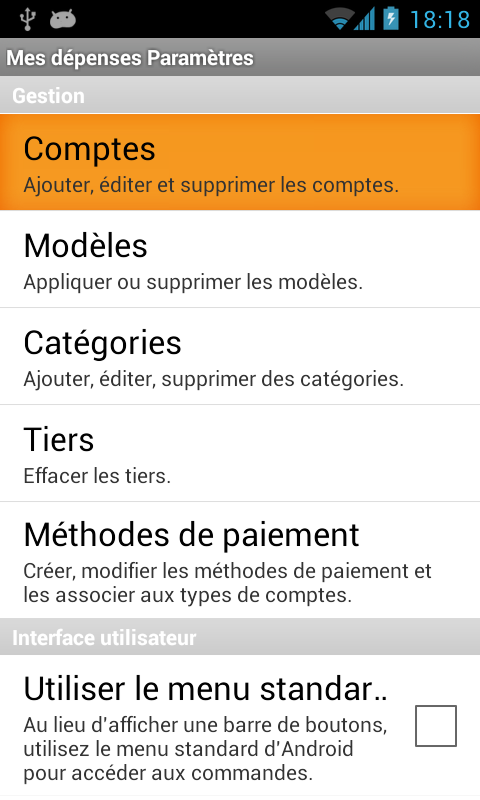 18:18
Mes dépenses Paramètres
Gestion
Comptes
Ajouter, éditer et supprimer les comptes.
Modèles
Appliquer ou supprimer les modèles.
Catégories
Ajouter, éditer, supprimer des catégories.
Tiers
Effacer les tiers.
Méthodes de paiement
Créer, modifier les méthodes de paiement et
les associer aux types de comptes.
Interface utilisateur
Utiliser le menu standar..
Au lieu d'afficher une barre de boutons,
utilisez le menu standard d'Android
pour accéder aux commandes.